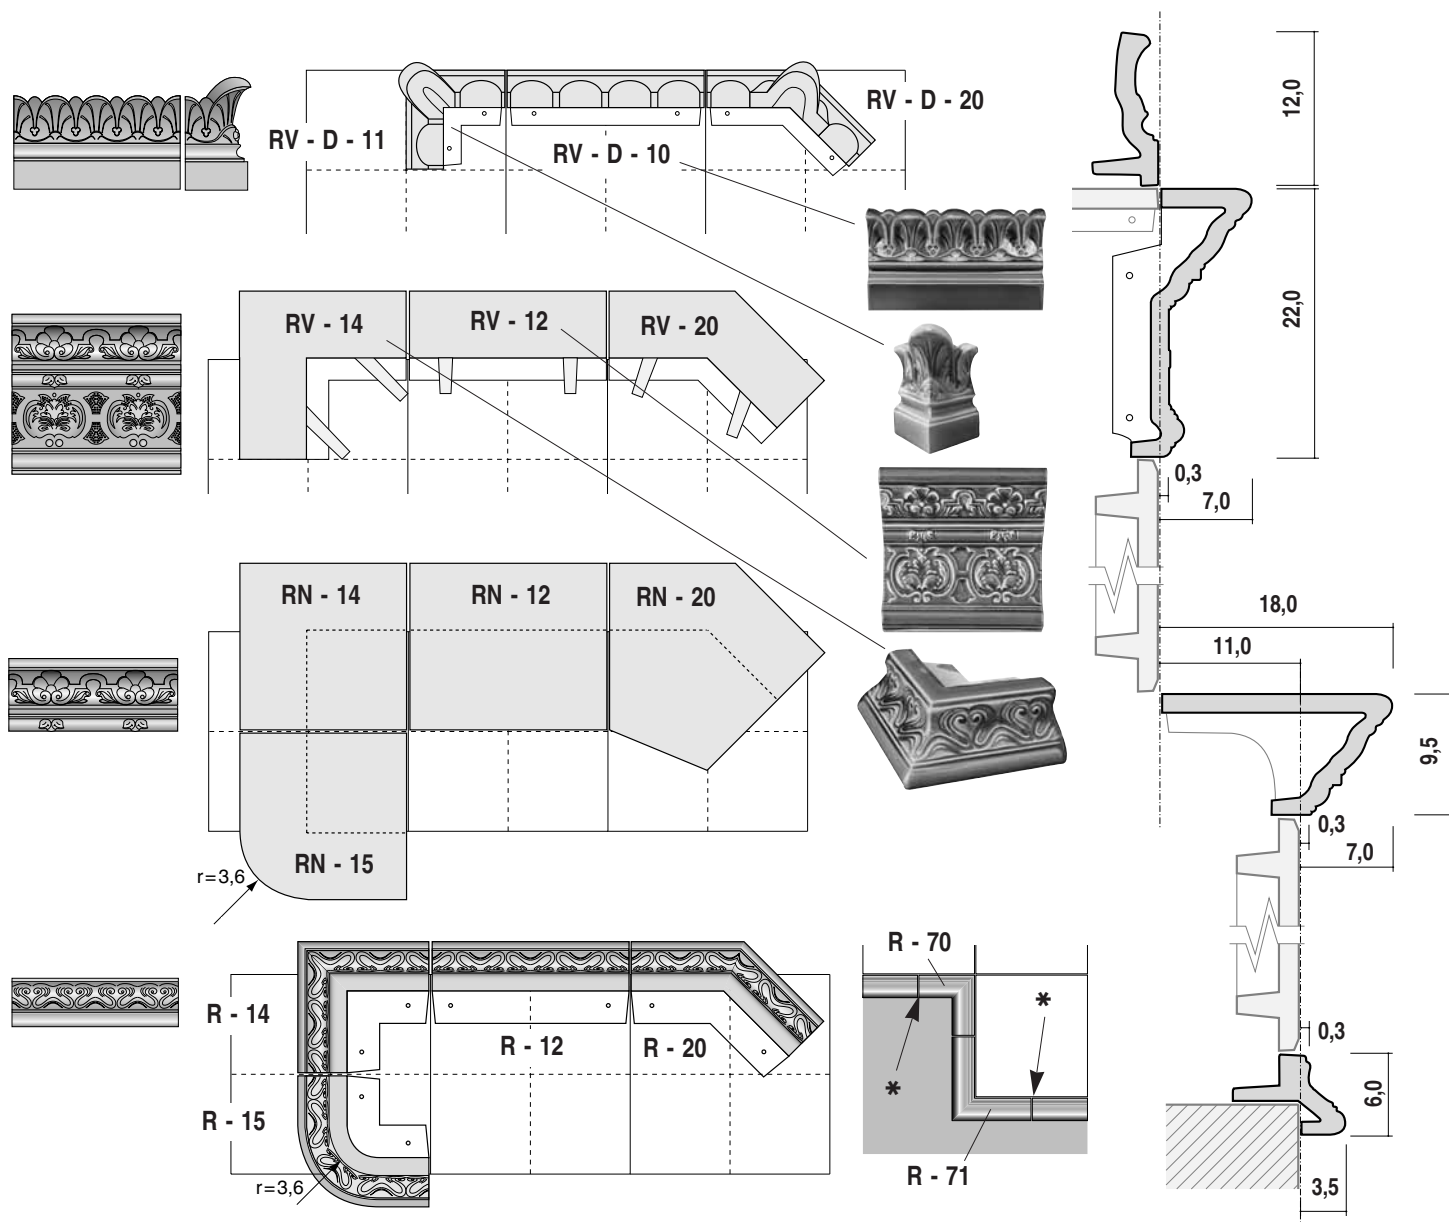 RV - D - 11
RV - D - 10
RV - D - 20
12,0
RV - 14
RV - 12
RV - 20
22,0
0,3
7,0
RN - 14
RN - 12
RN - 20
18,0
11,0
9,5
RN - 15
r=3,6
0,3
7,0
R - 14
R - 12
R - 20
R - 15
r=3,6
R - 70
*
*
R - 71
0,3
6,0
3,5